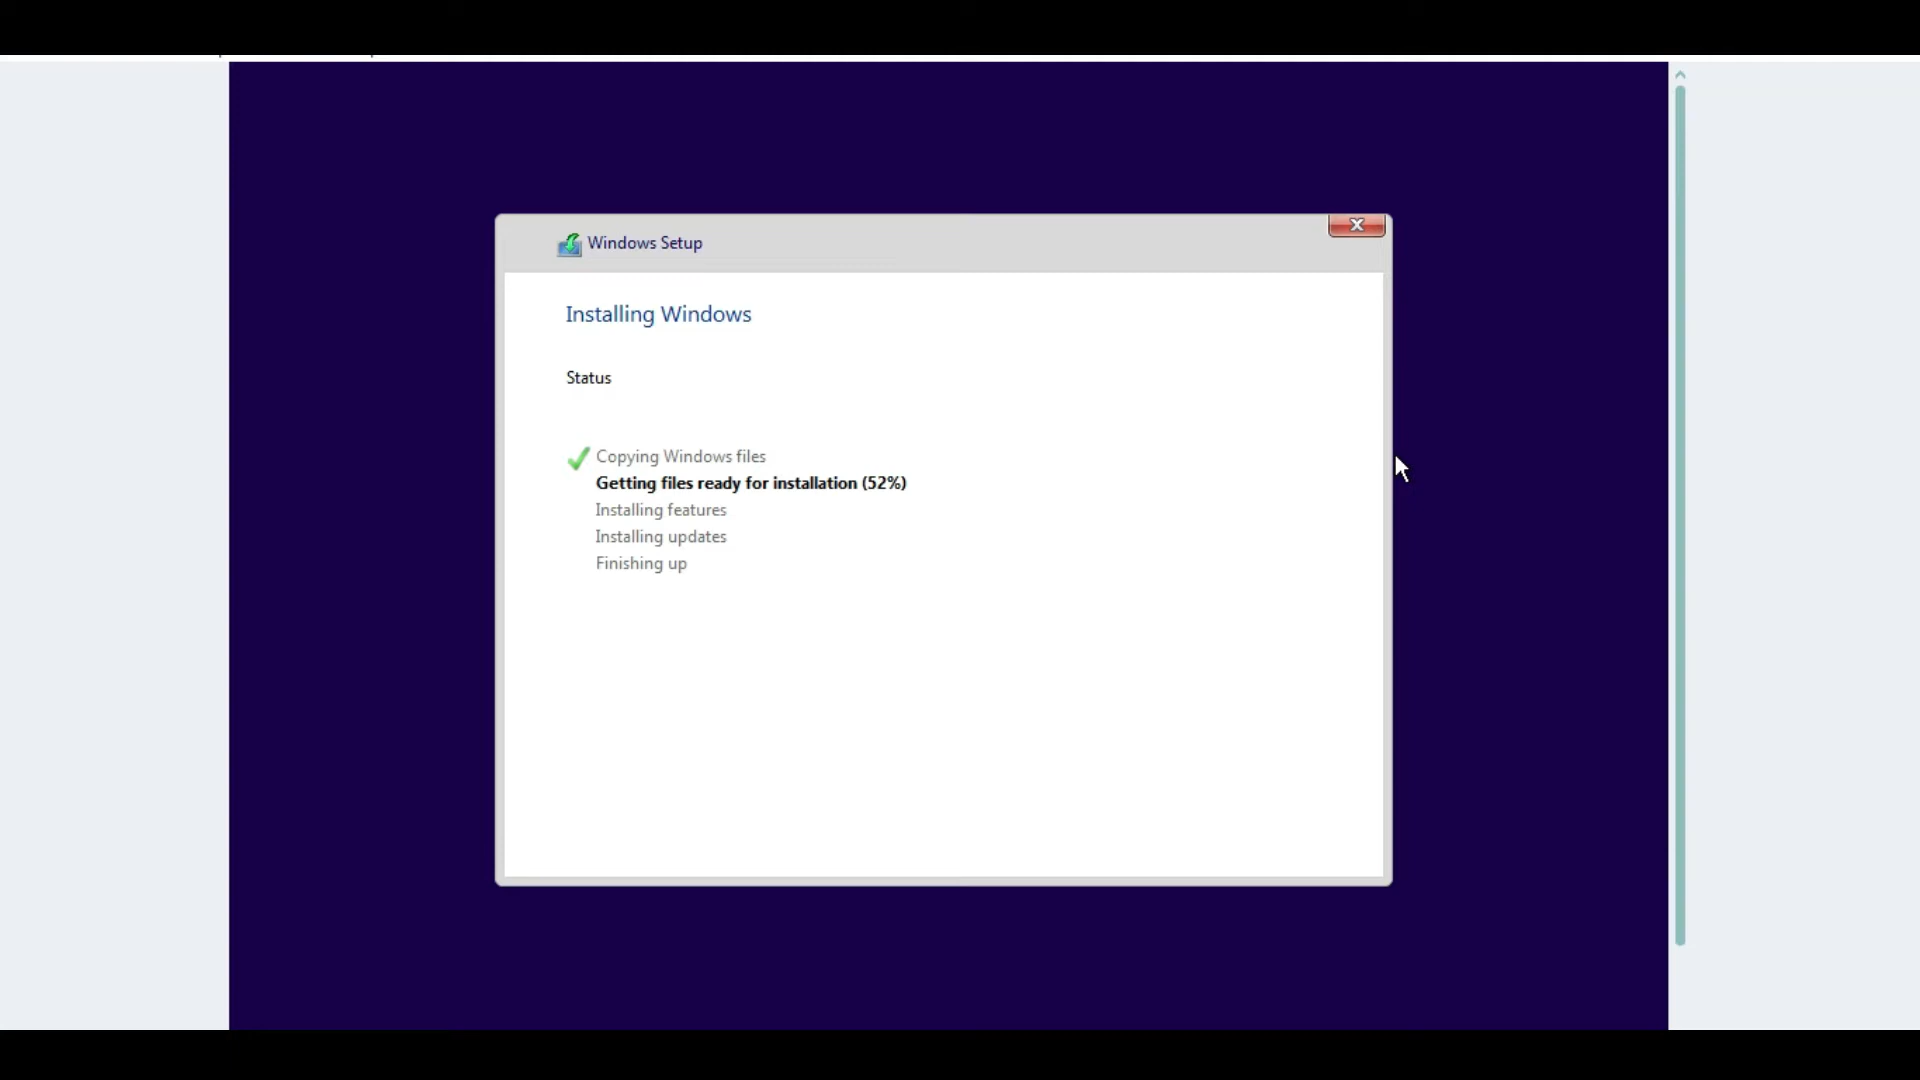 Windows Setup
Installing Windows
Status
Copying Windows files
Getting files ready for installation (52%)
Installing features
Installing updates
Finishing up